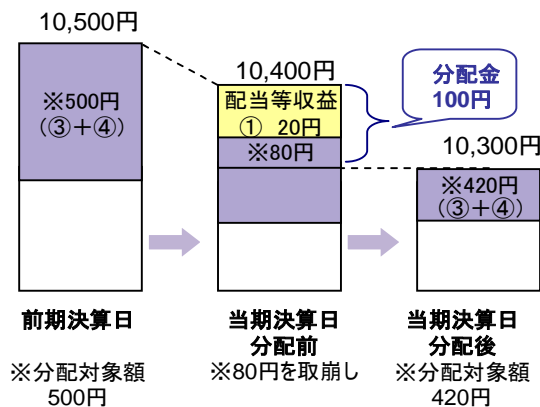 10,500円
※500円
（③＋④）
前期決算日
※分配対象額
500円
10,400円
配当等収益
① 20円
※80円
当期決算日
分配前
※80円を取崩し
分配金
100円
10,300円
※420円
（③＋④）
当期決算日
分配後
※分配対象額
420円